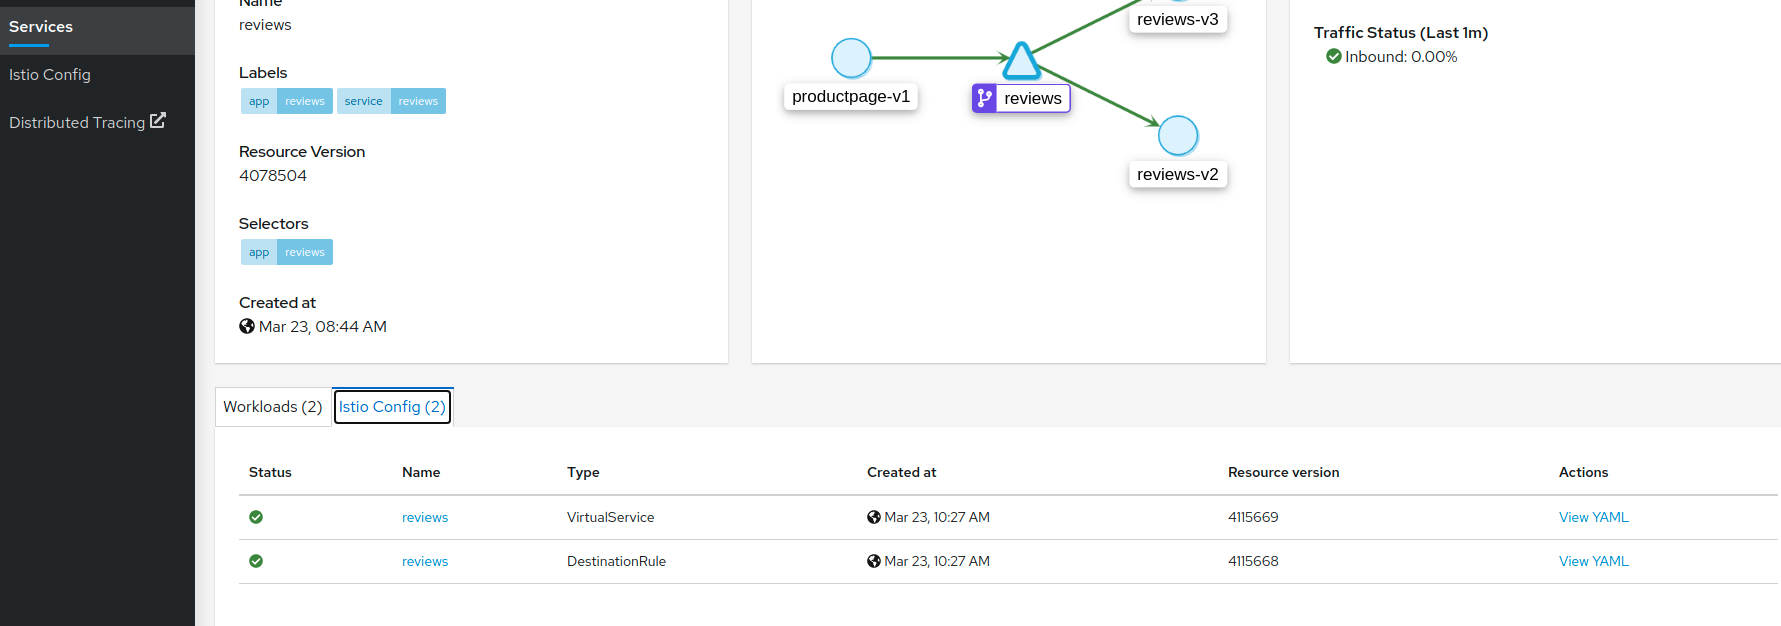 Services
Istio Config
Distributed Tracing
Name
reviews
Labels
app reviews service reviews
Resource Version
4078504
Selectors
app reviews
Created at
Mar 23, 08:44 AM
productpage-v1
reviews
reviews-v3
reviews-v2
Traffic Status (Last 1m)
Inbound: 0.00%
Workloads (2) Istio Config (2)
Status Name Type Created at Resource version Actions
reviews VirtualService Mar 23, 10:27 AM 4115669 View YAML
reviews DestinationRule Mar 23, 10:27 AM 4115668 View YAML